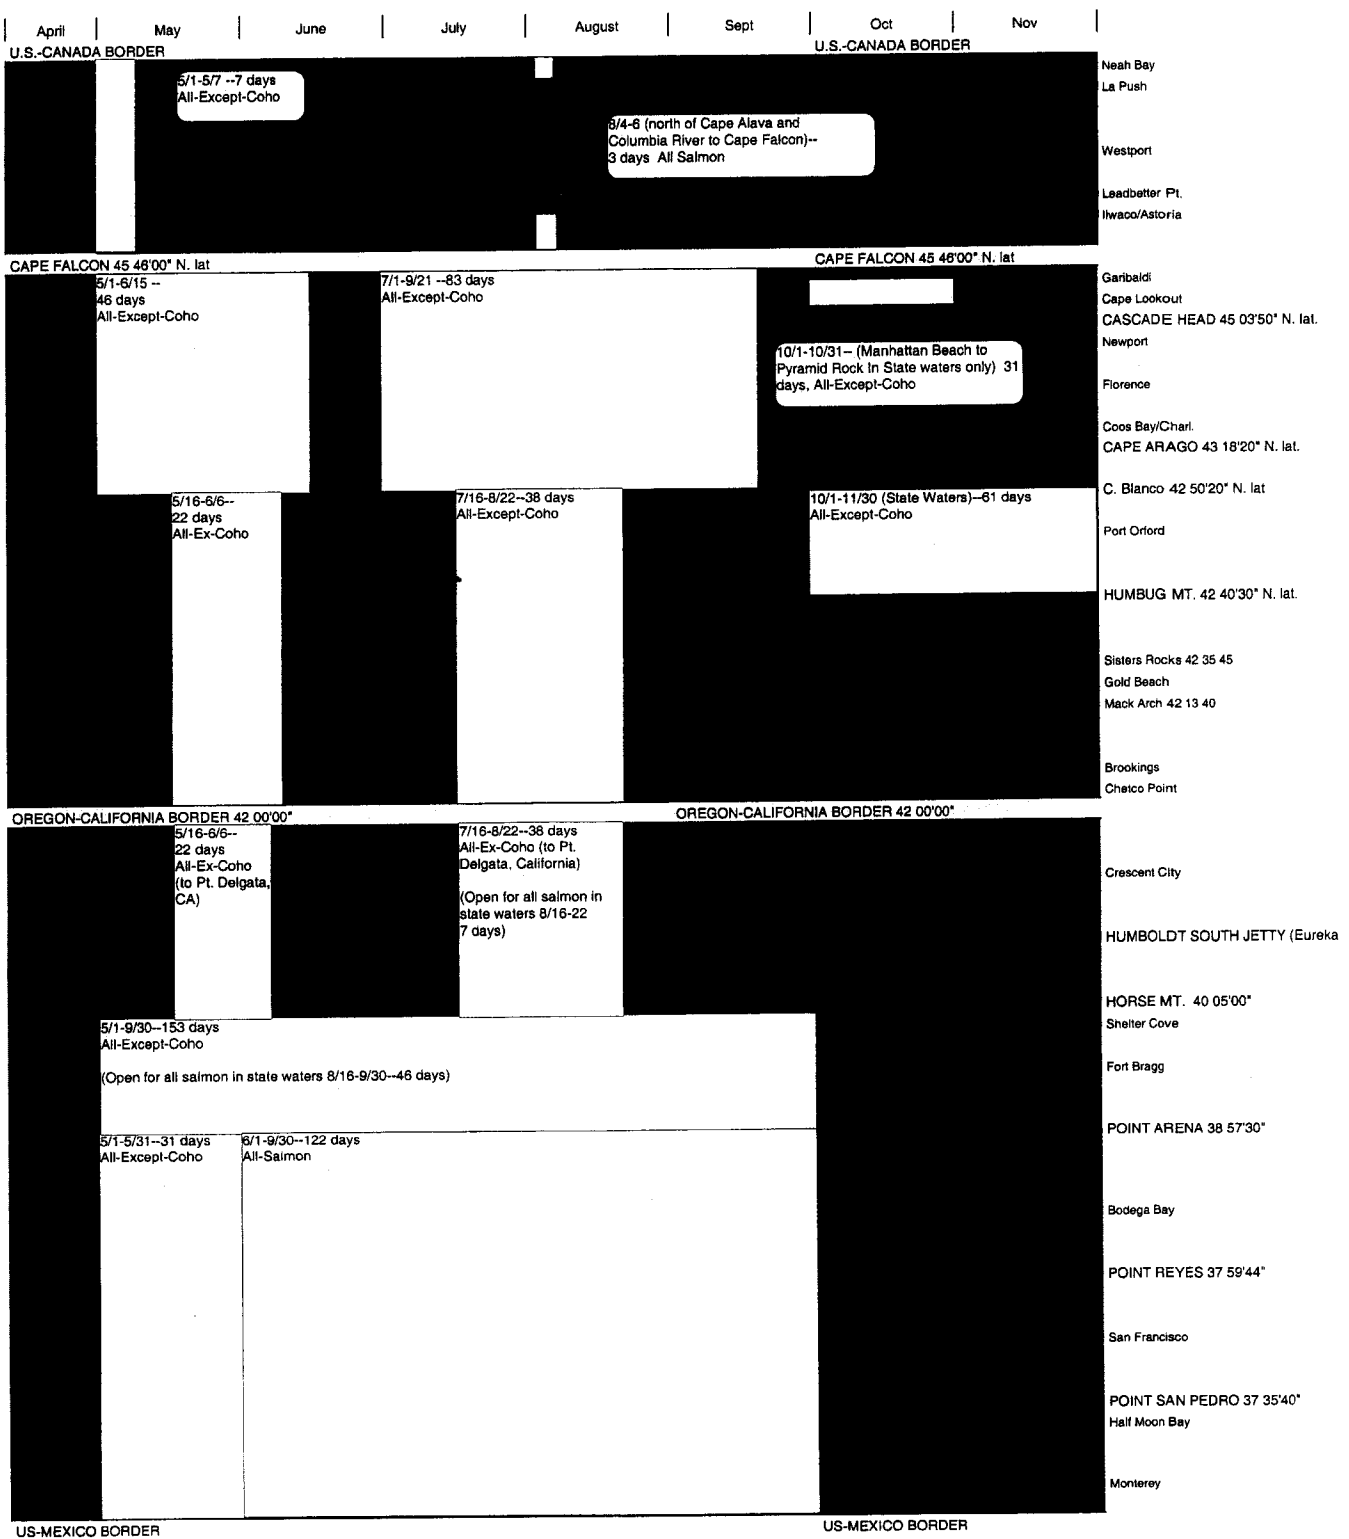 April May June July August Sept Oct Nov
U.S.-CANADA BORDER U.S.-CANADA BORDER
Neah Bay
5/1-5/7 --7 days
All-Except-Coho
La Push
8/4-6 (north of Cape Alava and
Columbia River to Cape Falcon)--
3 days All Salmon
Westport
Leadbetter Pt.
Ilwaco/Astoria
CAPE FALCON 45 46'00" N. lat CAPE FALCON 45 46'00" N. lat
5/1-6/15 --
46 days
All-Except-Coho
7/1-9/21 --83 days
All-Except-Coho
Garibaldi
Cape Lookout
CASCADE HEAD 45 03'50" N. lat.
Newport
10/1-10/31-- (Manhattan Beach to
Pyramid Rock In State waters only) 31
days, All-Except-Coho
Florence
Coos Bay/Charl.
CAPE ARAGO 43 18'20" N. lat.
C. Blanco 42 50'20" N. lat
5/16-6/6--
22 days
All-Ex-Coho
7/16-8/22--38 days
All-Except-Coho
10/1-11/30 (State Waters)--61 days
All-Except-Coho
Port Orford
HUMBUG MT. 42 40'30" N. lat.
Sisters Rocks 42 35 45
Gold Beach
Mack Arch 42 13 40
Brookings
Chetco Point
OREGON-CALIFORNIA BORDER 42 00'00" OREGON-CALIFORNIA BORDER 42 00'00"
5/16-6/6--
22 days
All-Ex-Coho
(to Pt. Delgata,
CA)
7/16-8/22--38 days
All-Ex-Coho (to Pt.
Delgata, California)
(Open for all salmon in
state waters 8/16-22
7 days)
Crescent City
HUMBOLDT SOUTH JETTY (Eureka
HORSE MT. 40 05'00"
5/1-9/30--153 days
All-Except-Coho
(Open for all salmon in state waters 8/16-9/30--46 days)
Shelter Cove
Fort Bragg
POINT ARENA 38 57'30"
5/1-5/31--31 days
All-Except-Coho
6/1-9/30--122 days
All-Salmon
Bodega Bay
POINT REYES 37 59'44"
San Francisco
POINT SAN PEDRO 37 35'40"
Half Moon Bay
Monterey
US-MEXICO BORDER US-MEXICO BORDER